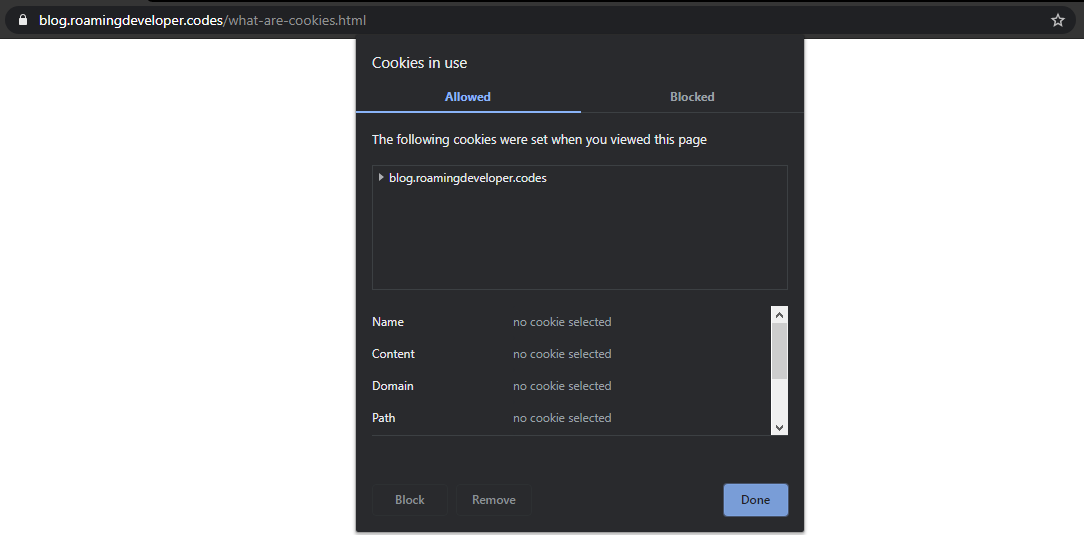 blog.roamingdeveloper.codes/what-are-cookies.html
Cookies in use
Allowed Blocked
The following cookies were set when you viewed this page
blog.roamingdeveloper.codes
Name no cookie selected
Content no cookie selected
Domain no cookie selected
Path no cookie selected
Block Remove Done